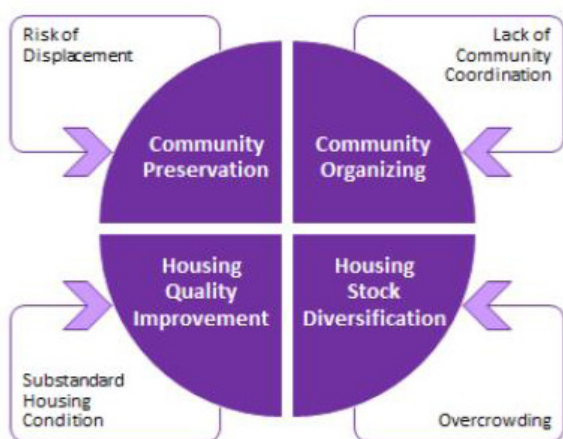 Risk of
Displacement
Lack of
Community
Coordination
Community
Preservation
Community
Organizing
Housing
Quality
Improvement
Housing
Stock
Diversification
Substandard
Housing
Condition
Overcrowding